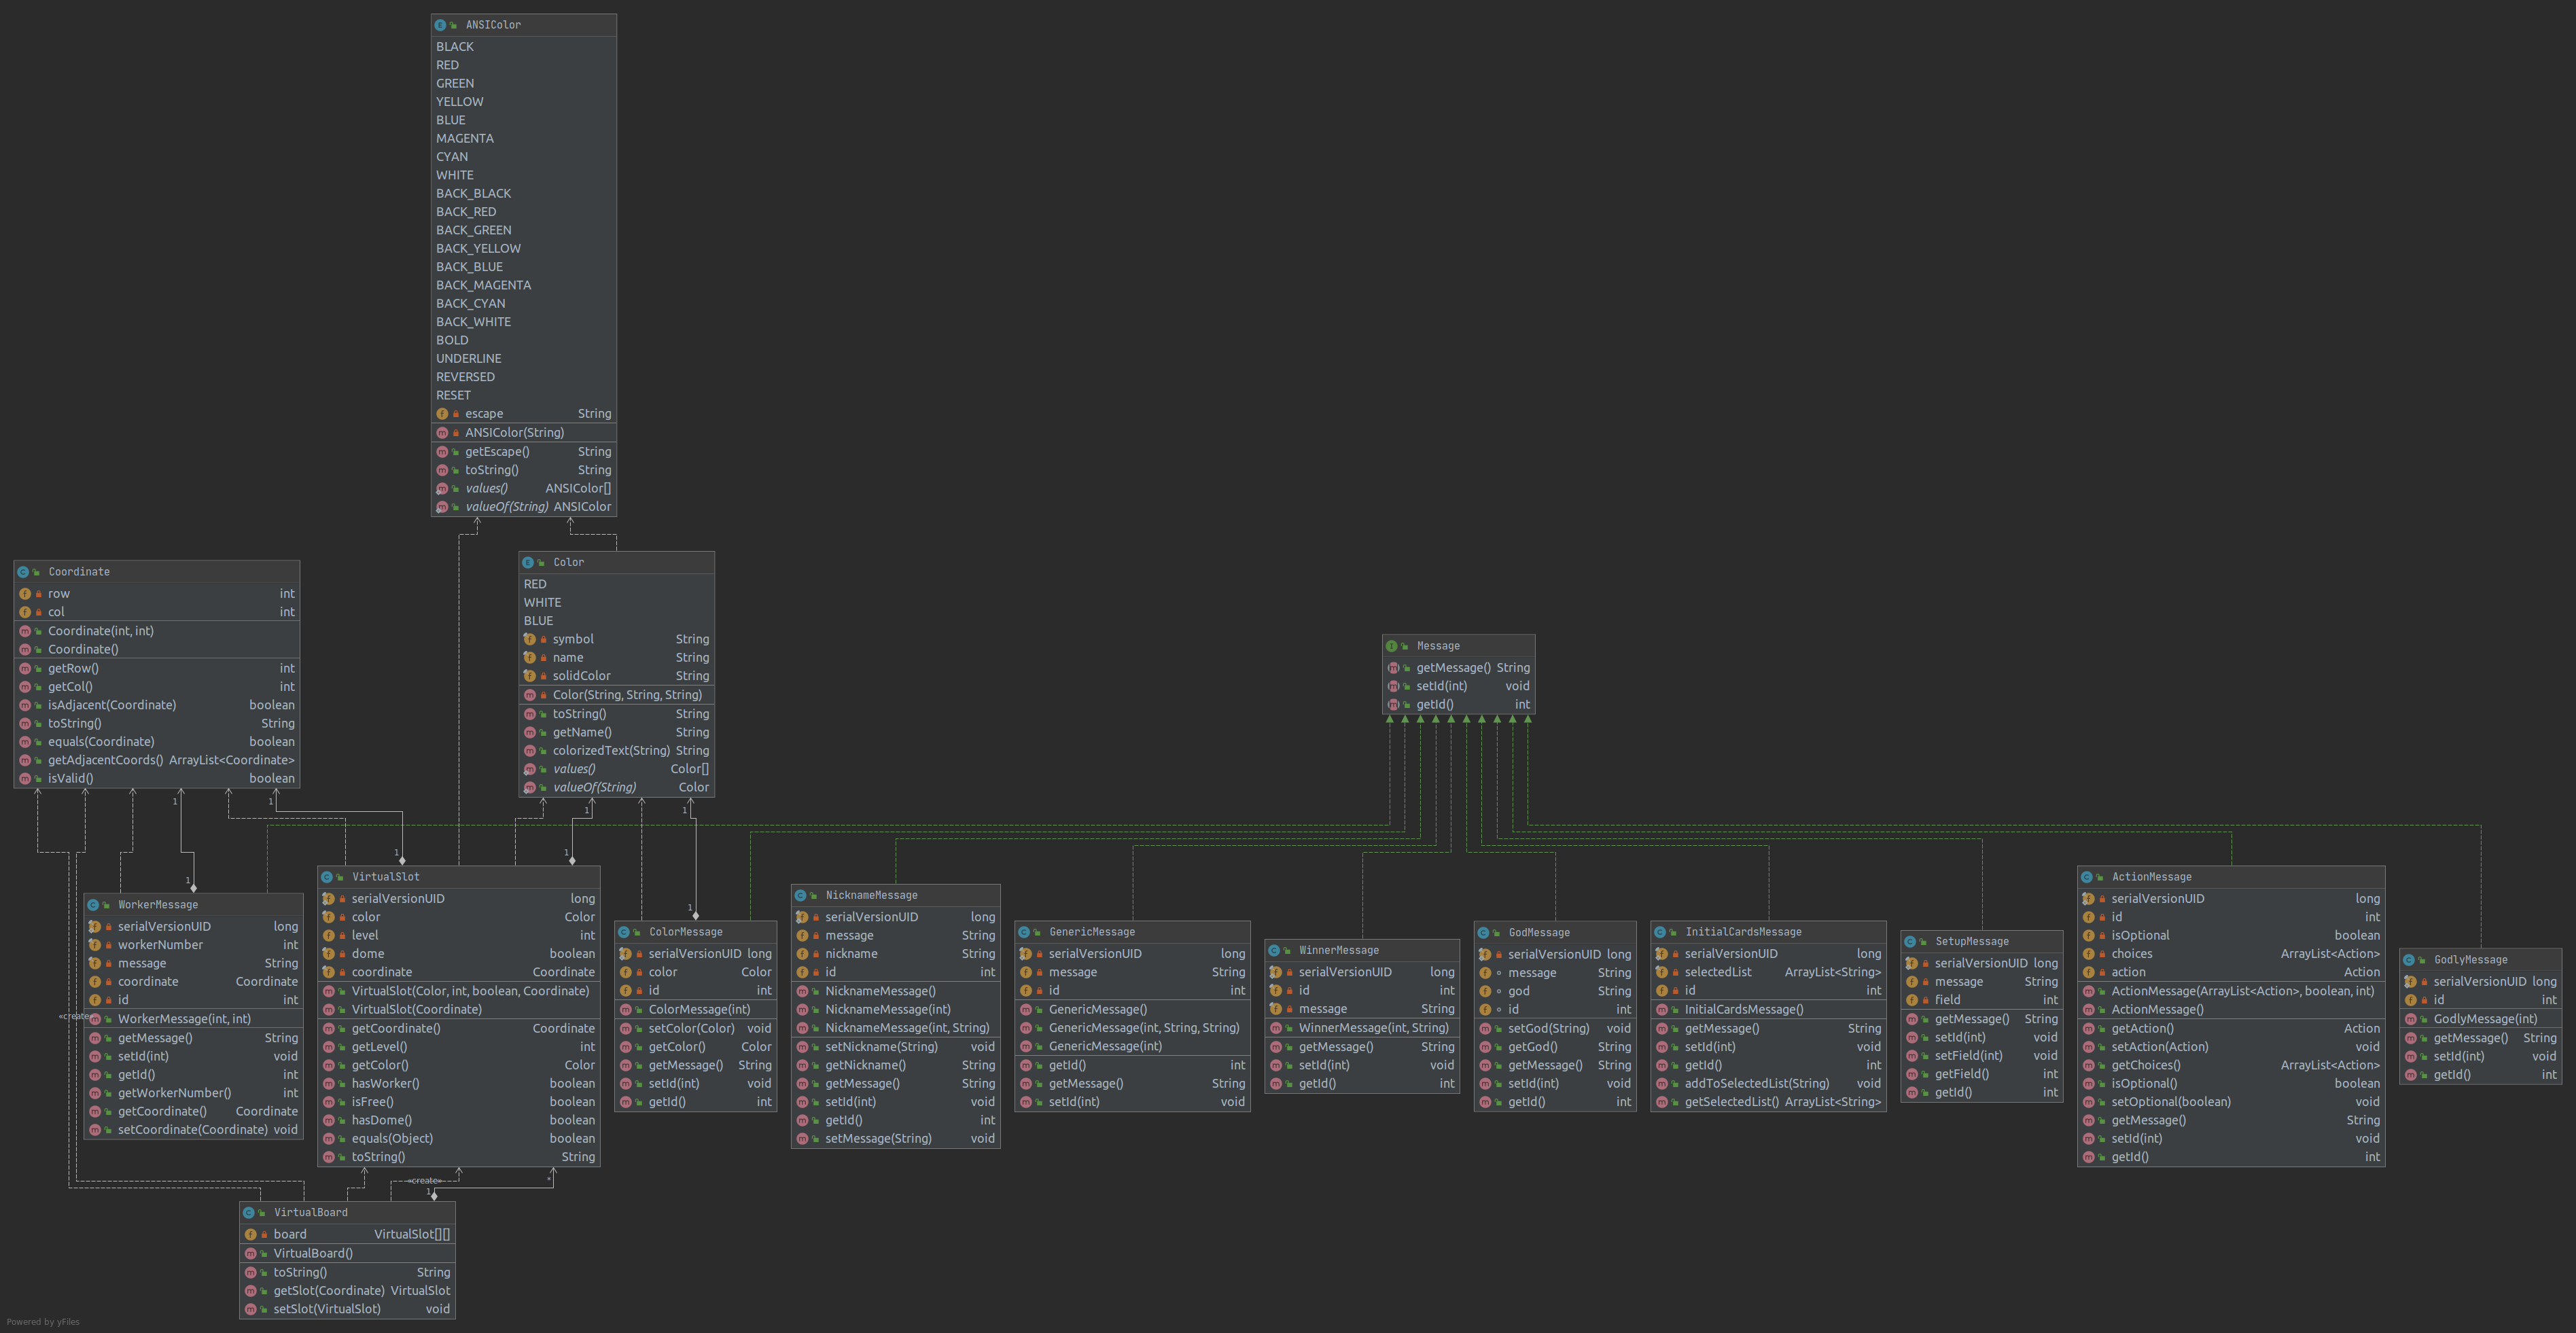 ANSIColor
BLACK
RED
GREEN
YELLOW
BLUE
MAGENTA
CYAN
WHITE
BACK_BLACK
BACK_RED
BACK_GREEN
BACK_YELLOW
BACK_BLUE
BACK_MAGENTA
BACK_CYAN
BACK_WHITE
BOLD
UNDERLINE
REVERSED
RESET
escape String
ANSIColor(String)
getEscape() String
toString() String
values() ANSIColor[]
valueOf(String) ANSIColor
Coordinate
row int
col int
Coordinate(int, int)
Coordinate()
getRow() int
getCol() int
isAdjacent(Coordinate) boolean
toString() String
equals(Coordinate) boolean
getAdjacentCoords() ArrayList<Coordinate>
isValid() boolean
Color
RED
WHITE
BLUE
symbol String
name String
solidColor String
Color(String, String, String)
toString() String
getName() String
colorizedText(String) String
values() Color[]
valueOf(String) Color
Message
getMessage() String
setId(int) void
getId() int
1
1
1
1
1
1
1
1
WorkerMessage
serialVersionUID long
workerNumber int
message String
coordinate Coordinate
id int
WorkerMessage(int, int)
getMessage() String
setId(int) void
getId() int
getWorkerNumber() int
getCoordinate() Coordinate
setCoordinate(Coordinate) void
«create»
VirtualSlot
serialVersionUID long
color Color
level int
dome boolean
coordinate Coordinate
VirtualSlot(Color, int, boolean, Coordinate)
VirtualSlot(Coordinate)
getCoordinate() Coordinate
getLevel() int
getColor() Color
hasWorker() boolean
isFree() boolean
hasDome() boolean
equals(Object) boolean
toString() String
ColorMessage
serialVersionUID long
color Color
id int
ColorMessage(int)
setColor(Color) void
getColor() Color
getMessage() String
setId(int) void
getId() int
NicknameMessage
serialVersionUID long
message String
nickname String
id int
NicknameMessage()
NicknameMessage(int)
NicknameMessage(int, String)
setNickname(String) void
getNickname() String
getMessage() String
setId(int) void
getId() int
setMessage(String) void
GenericMessage
serialVersionUID long
message String
id int
GenericMessage()
GenericMessage(int, String, String)
GenericMessage(int)
getId() int
getMessage() String
setId(int) void
WinnerMessage
serialVersionUID long
id int
message String
WinnerMessage(int, String)
getMessage() String
setId(int) void
getId() int
GodMessage
serialVersionUID long
message String
god String
id int
setGod(String) void
getGod() String
getMessage() String
setId(int) void
getId() int
InitialCardsMessage
serialVersionUID long
selectedList ArrayList<String>
id int
InitialCardsMessage()
getMessage() String
setId(int) void
getId() int
addToSelectedList(String) void
getSelectedList() ArrayList<String>
SetupMessage
serialVersionUID long
message String
field int
getMessage() String
setId(int) void
setField(int) void
getField() int
getId() int
ActionMessage
serialVersionUID long
id int
isOptional boolean
choices ArrayList<Action>
action Action
ActionMessage(ArrayList<Action>, boolean, int)
ActionMessage()
getAction() Action
setAction(Action) void
getChoices() ArrayList<Action>
isOptional() boolean
setOptional(boolean) void
getMessage() String
setId(int) void
getId() int
GodlyMessage
serialVersionUID long
id int
GodlyMessage(int)
getMessage() String
setId(int) void
getId() int
«create»
1
*
VirtualBoard
board VirtualSlot[][]
VirtualBoard()
toString() String
getSlot(Coordinate) VirtualSlot
setSlot(VirtualSlot) void
Powered by yFiles